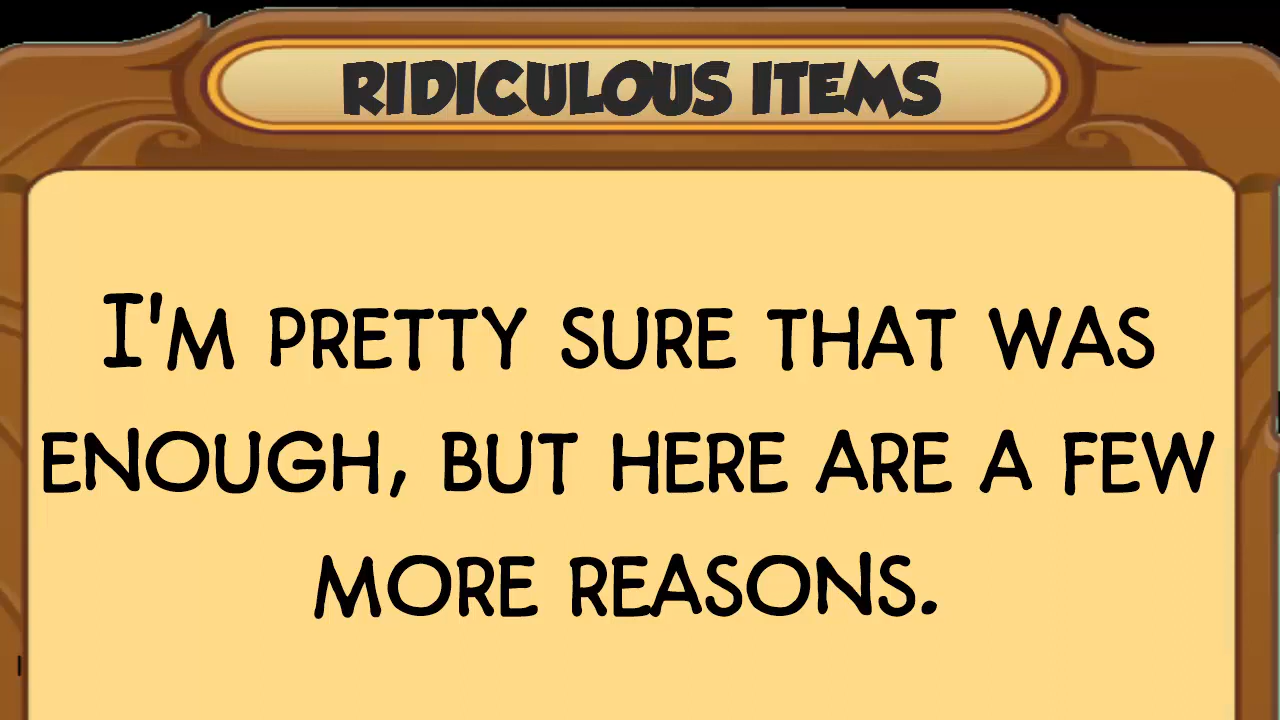 RIDICULOUS ITEMS
I'M PRETTY SURE THAT WAS
ENOUGH, BUT HERE ARE A FEW
MORE REASONS.